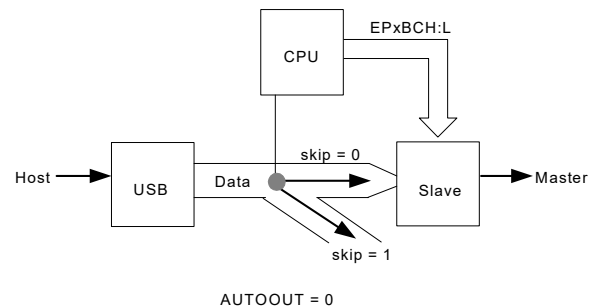 EPxBCH:L
CPU
skip = 0
Host
USB
Data
Slave
Master
skip = 1
AUTOOUT = 0